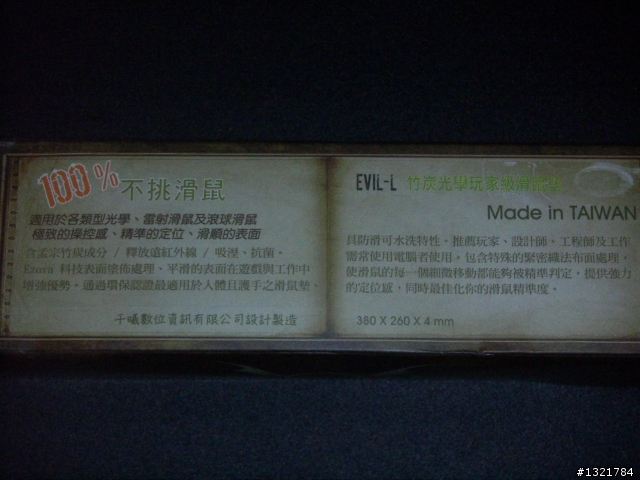 100%不挑滑鼠
適用於各類型光學、雷射滑鼠及滾球滑鼠
極致的操控感、精準的定位、滑順的表面
含孟宗竹炭成分 / 釋放遠紅外線 / 吸溼、抗菌。
Exova 科技表面塗佈處理、平滑的表面在遊戲與工作中
增強優勢。通過環保認證最適用於人體且護手之滑鼠墊
千曦數位資訊有限公司設計製造
EVIL-L 竹炭光學玩家級滑鼠墊
Made in TAIWAN
具防滑可水洗特性。推薦玩家、設計師、工程師及工作
需常使用電腦者使用。包含特殊的緊密織法布面處理，
使滑鼠的每一個細微移動都能夠被精準判定，提供強力
的定位感，同時最佳化你的滑鼠精準度。
380 X 260 X 4 mm
#1321784